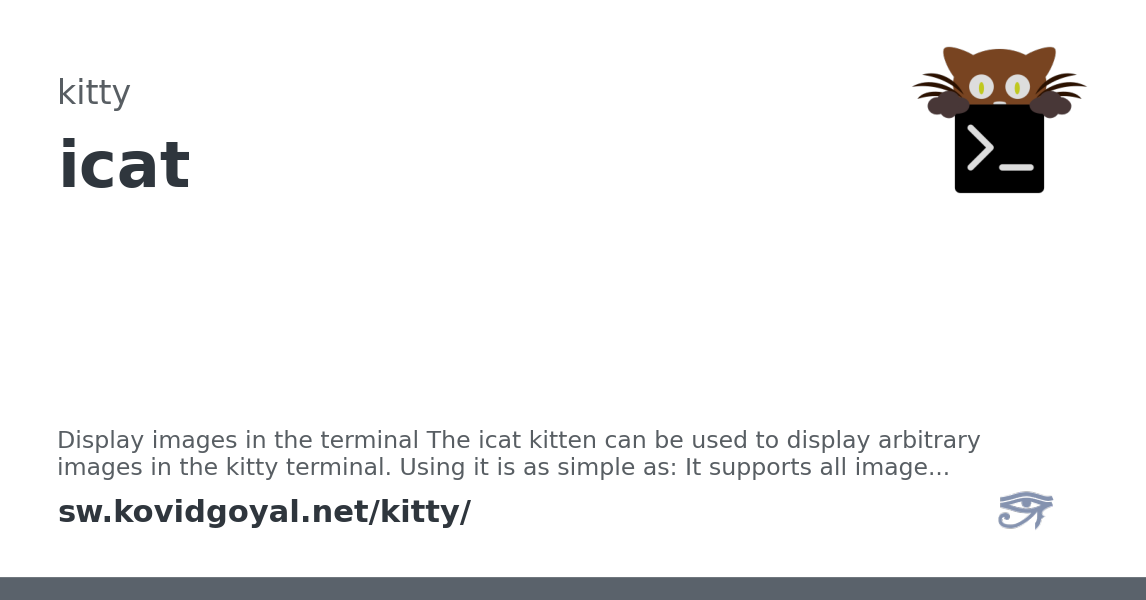 kitty
icat
Display images in the terminal The icat kitten can be used to display arbitrary
images in the kitty terminal. Using it is as simple as: It supports all image...
sw.kovidgoyal.net/kitty/